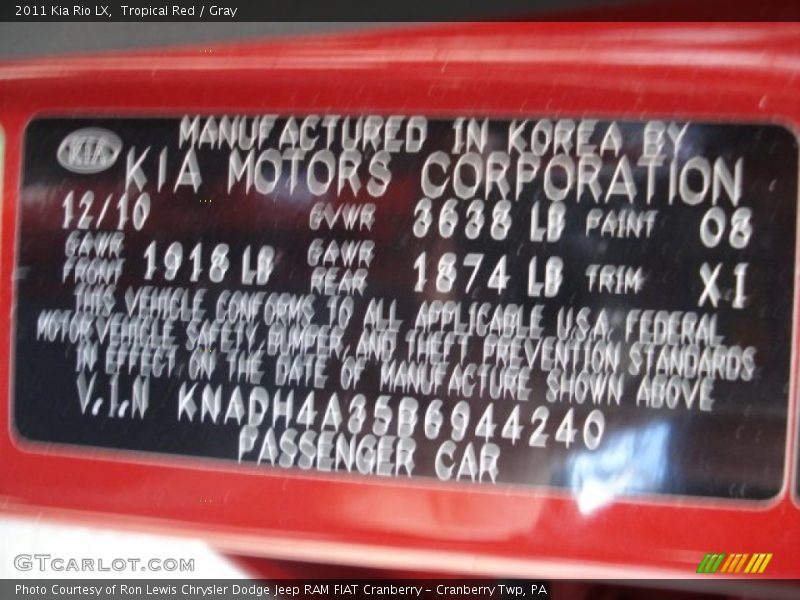 2011 Kia Rio LX, Tropical Red / Gray
MANUFACTURED IN KOREA BY
KIA
KIA MOTORS CORPORATION
12/10 GVWR 3638 LB PAINT 08
GAWR FRONT 1918 LB GAWR REAR 1874 LB TRIM X1
THIS VEHICLE CONFORMS TO ALL APPLICABLE U.S.A. FEDERAL
MOTOR VEHICLE SAFETY, BUMPER, AND THEFT PREVENTION STANDARDS
IN EFFECT ON THE DATE OF MANUFACTURE SHOWN ABOVE
V.I.N KNADH4A35B6944240
PASSENGER CAR
GTCARLOT.COM
Photo Courtesy of Ron Lewis Chrysler Dodge Jeep RAM FIAT Cranberry – Cranberry Twp, PA